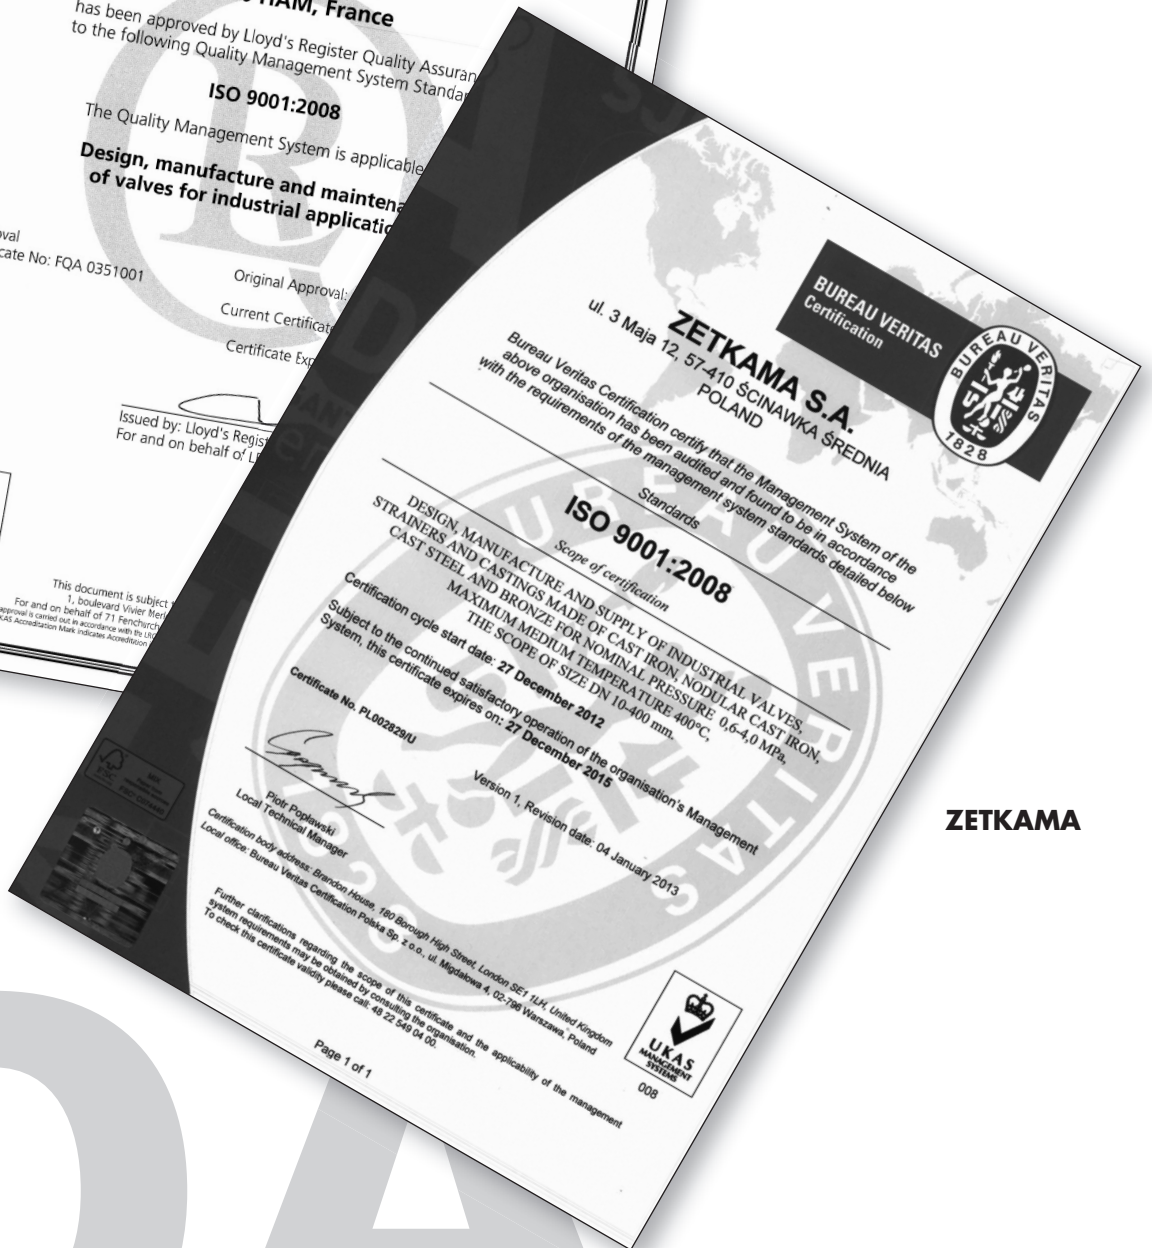 HAM, France
has been approved by Lloyd's Register Quality
to the following Quality Management System
ISO 9001:2008
The Quality Management System is applicable
Design, manufacture and
of valves for industrial
Certificate No: FQA 0351001
Original Approval:
Current Certificate
Certificate
Issued by: Lloyd's
For and on behalf of
This document is subject
1, boulevard Vivier
For and on behalf of 71
BUREAU VERITAS
Certification
BUREAU VERITAS
1828
ZETKAMA S.A.
ul. 3 Maja 12, 57-410 ŚCINAWKA ŚREDNIA
POLAND
Bureau Veritas Certification certify that the Management System of the
above organisation has been audited and found to be in accordance
with the requirements of the management system standards detailed below
Standards
ISO 9001:2008
Scope of certification
DESIGN, MANUFACTURE AND SUPPLY OF INDUSTRIAL VALVES,
STRAINERS AND CASTINGS MADE OF CAST IRON, NODULAR CAST IRON,
CAST STEEL AND BRONZE FOR NOMINAL PRESSURE 0,6-4,0 MPa,
MAXIMUM MEDIUM TEMPERATURE 400ºC,
THE SCOPE OF SIZE DN 10-400 mm.
Certification cycle start date: 27 December 2012
Subject to the continued satisfactory operation of the organisation's Management
System, this certificate expires on: 27 December 2015
Certificate No. PL002829/U
Version 1, Revision date: 04 January 2013
Piotr Popławski
Local Technical Manager
Certification body address: Brandon House, 180 Borough High Street, London SE1 1LH, United Kingdom
Local office: Bureau Veritas Certification Polska Sp. z o.o., ul. Migdałowa 4, 02-796 Warszawa, Poland
Further clarifications regarding the scope of this certificate and the applicability of the management
system requirements may be obtained by consulting the organisation.
To check this certificate validity please call: 48 22 549 04 00.
Page 1 of 1
UKAS
MANAGEMENT
SYSTEMS
008
ZETKAMA